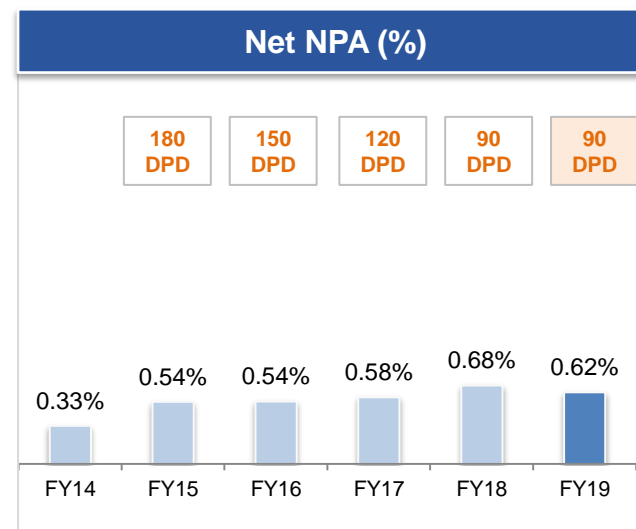 Net NPA (%)
180 DPD
150 DPD
120 DPD
90 DPD
90 DPD
0.33%
0.54%
0.54%
0.58%
0.68%
0.62%
FY14
FY15
FY16
FY17
FY18
FY19